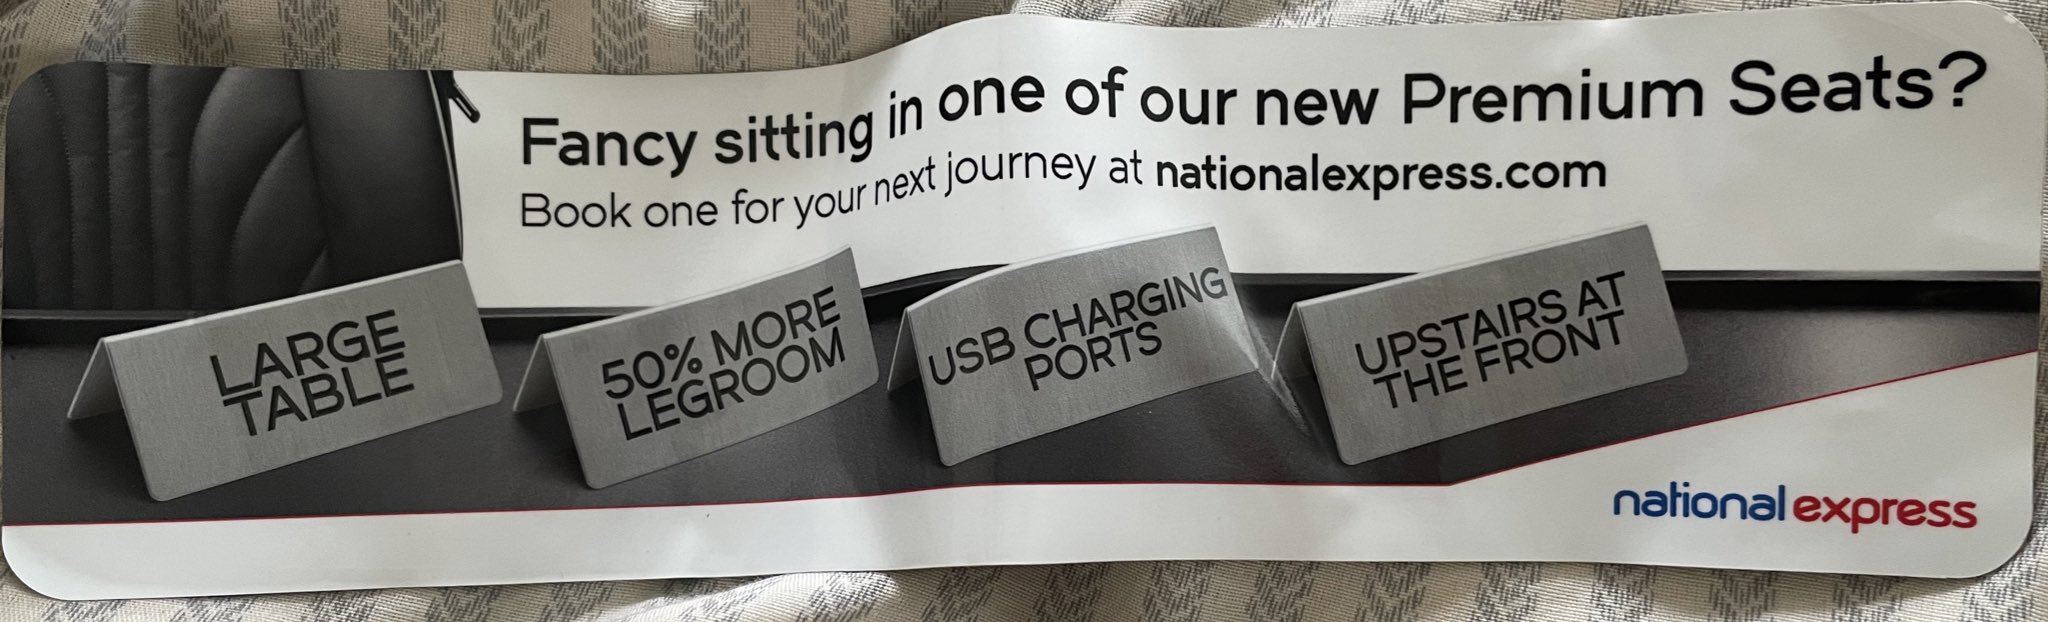 Fancy sitting in one of our new Premium Seats?
Book one for your next journey at nationalexpress.com
LARGE
TABLE
50% MORE
LEGROOM
USB CHARGING
PORTS
UPSTAIRS AT
THE FRONT
national express